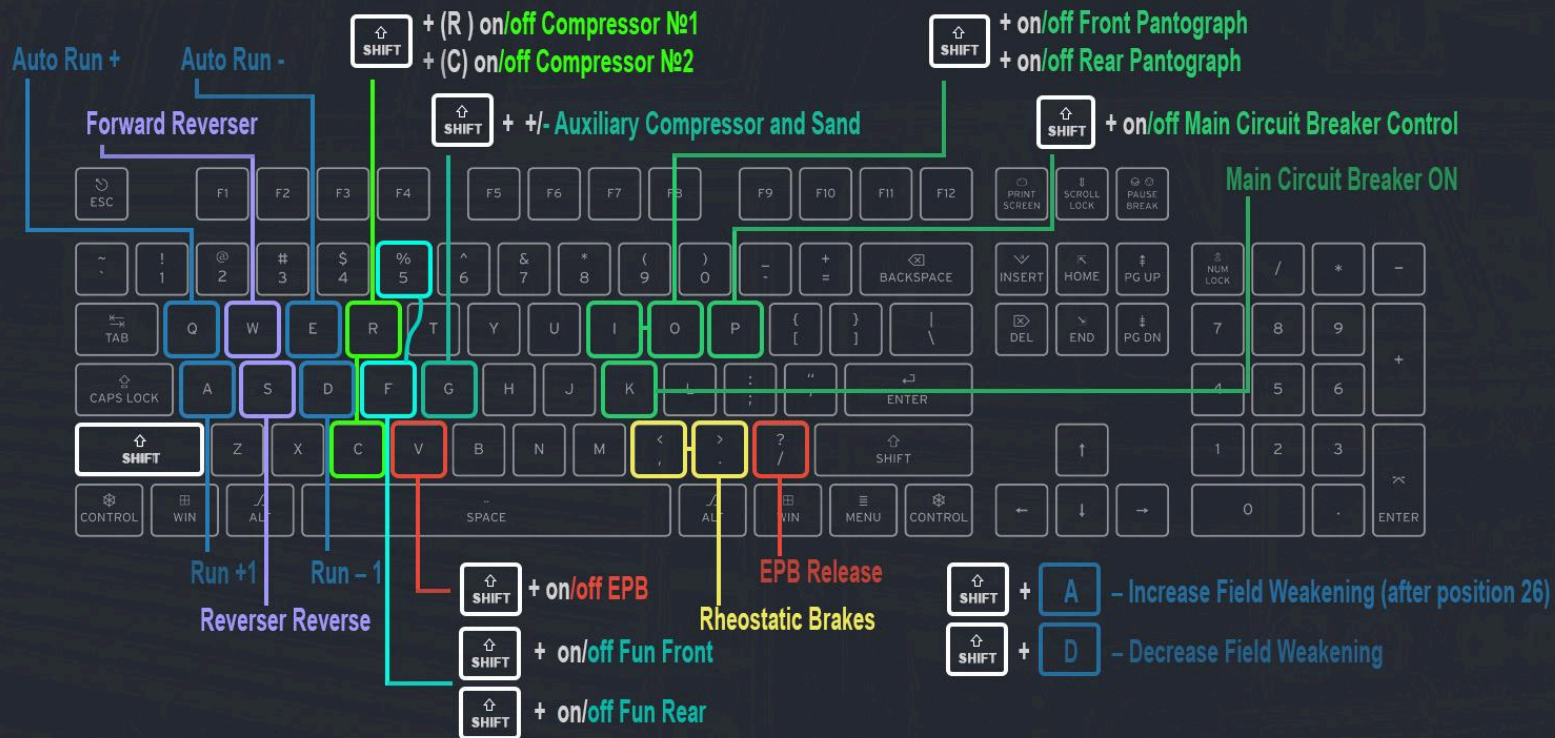 SHIFT + (R ) on/off Compressor №1
+ (C) on/off Compressor №2
SHIFT + on/off Front Pantograph
+ on/off Rear Pantograph
Auto Run +
Auto Run -
Forward Reverser
SHIFT + +/- Auxiliary Compressor and Sand
SHIFT + on/off Main Circuit Breaker Control
Main Circuit Breaker ON
ESC F1 F2 F3 F4 F5 F6 F7 F8 F9 F10 F11 F12 PRINT SCREEN SCROLL LOCK PAUSE BREAK
~ ` ! 1 @ 2 # 3 $ 4 % 5 ^ 6 & 7 * 8 ( 9 ) 0 _ - + = BACKSPACE INSERT HOME PG UP NUM LOCK / * -
TAB Q W E R T Y U I O P { [ } ] | \ DEL END PG DN 7 8 9 +
CAPS LOCK A S D F G H J K L : ; " ' ENTER 4 5 6
SHIFT Z X C V B N M < , > . ? / SHIFT ↑ 1 2 3
CONTROL WIN ALT SPACE ALT WIN MENU CONTROL ← ↓ → 0 . ENTER
Run +1
Run – 1
Reverser Reverse
SHIFT + on/off EPB
EPB Release
Rheostatic Brakes
SHIFT + on/off Fun Front
SHIFT + on/off Fun Rear
SHIFT + A – Increase Field Weakening (after position 26)
SHIFT + D – Decrease Field Weakening